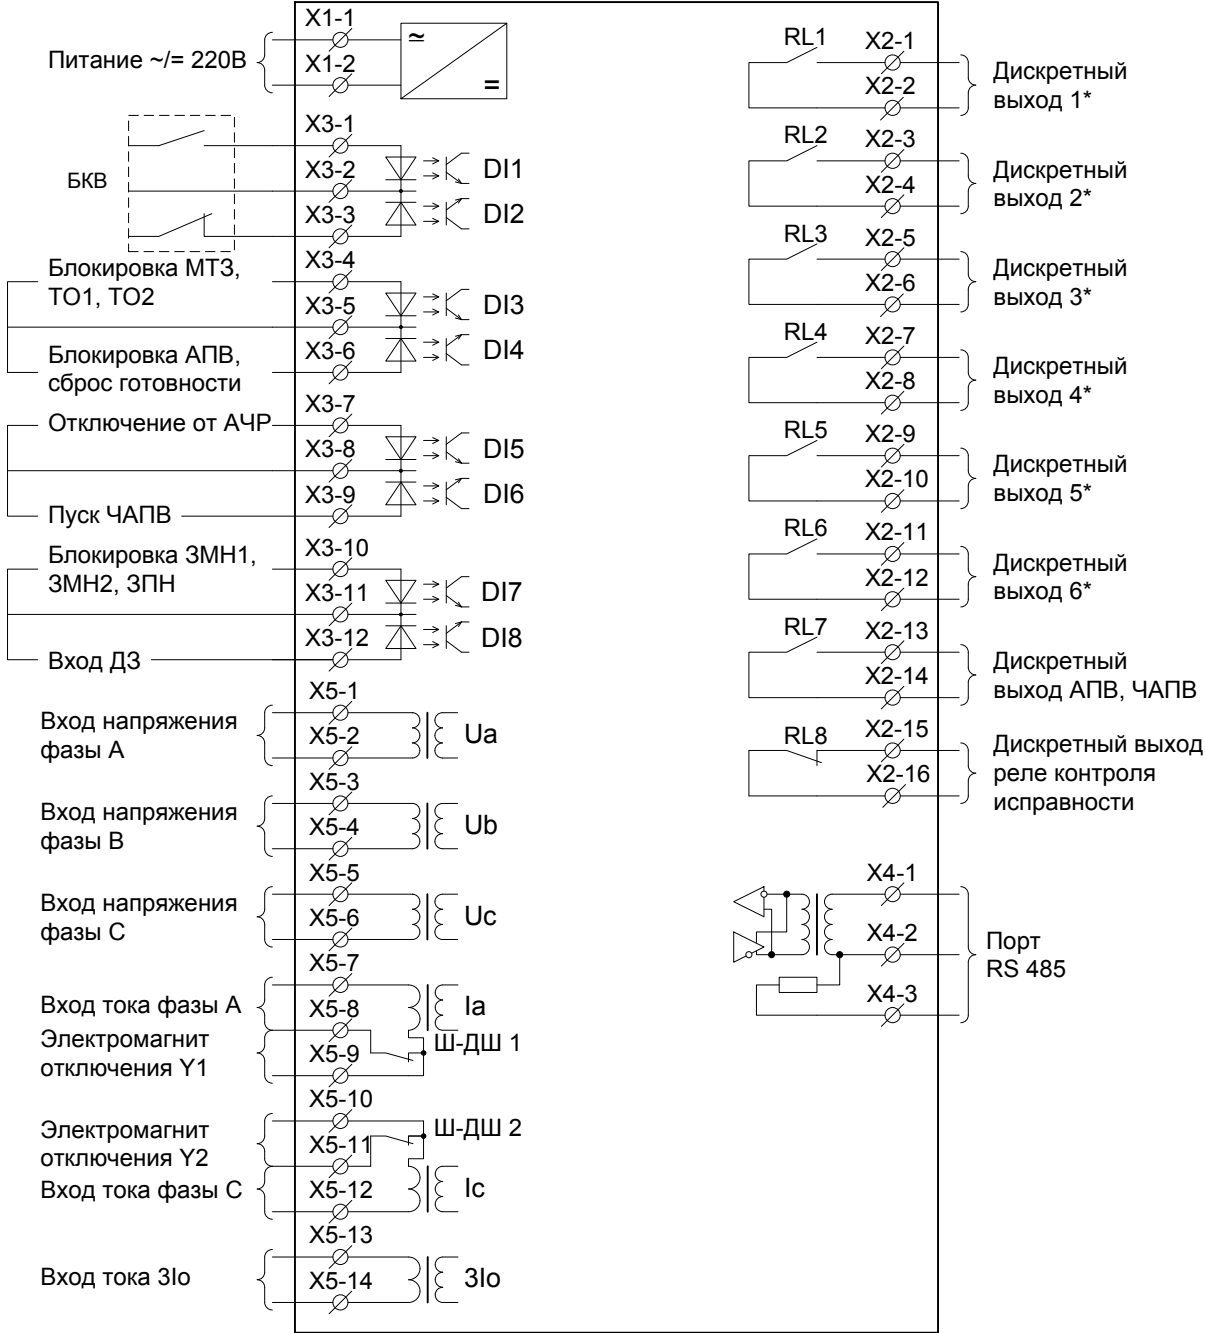 X1-1
Питание ~/= 220В
X1-2
≃
=
X3-1
БКВ
X3-2
DI1
X3-3
DI2
X3-4
Блокировка МТЗ,
ТО1, ТО2
X3-5
DI3
X3-6
DI4
Блокировка АПВ,
сброс готовности
X3-7
Отключение от АЧР
X3-8
DI5
X3-9
DI6
Пуск ЧАПВ
X3-10
Блокировка ЗМН1,
ЗМН2, ЗПН
X3-11
DI7
X3-12
DI8
Вход ДЗ
X5-1
Вход напряжения
фазы А
X5-2
Ua
X5-3
Вход напряжения
фазы В
X5-4
Ub
X5-5
Вход напряжения
фазы С
X5-6
Uc
X5-7
Вход тока фазы А
X5-8
Ia
Электромагнит
отключения Y1
X5-9
Ш-ДШ 1
X5-10
Электромагнит
отключения Y2
X5-11
Ш-ДШ 2
Вход тока фазы С
X5-12
Ic
X5-13
Вход тока 3Io
X5-14
3Io
RL1
X2-1
X2-2
Дискретный
выход 1*
RL2
X2-3
X2-4
Дискретный
выход 2*
RL3
X2-5
X2-6
Дискретный
выход 3*
RL4
X2-7
X2-8
Дискретный
выход 4*
RL5
X2-9
X2-10
Дискретный
выход 5*
RL6
X2-11
X2-12
Дискретный
выход 6*
RL7
X2-13
X2-14
Дискретный
выход АПВ, ЧАПВ
RL8
X2-15
X2-16
Дискретный выход
реле контроля
исправности
X4-1
X4-2
X4-3
Порт
RS 485